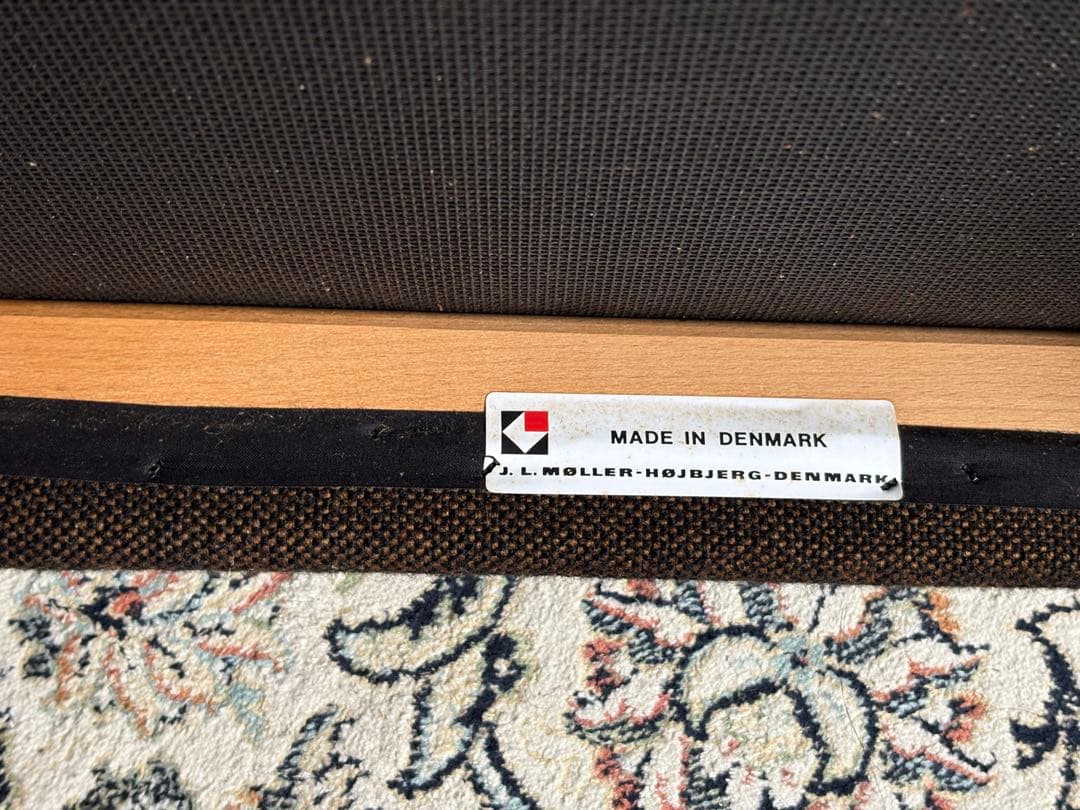 MADE IN DENMARK
J. L. MØLLER-HØJBJERG-DENMARK